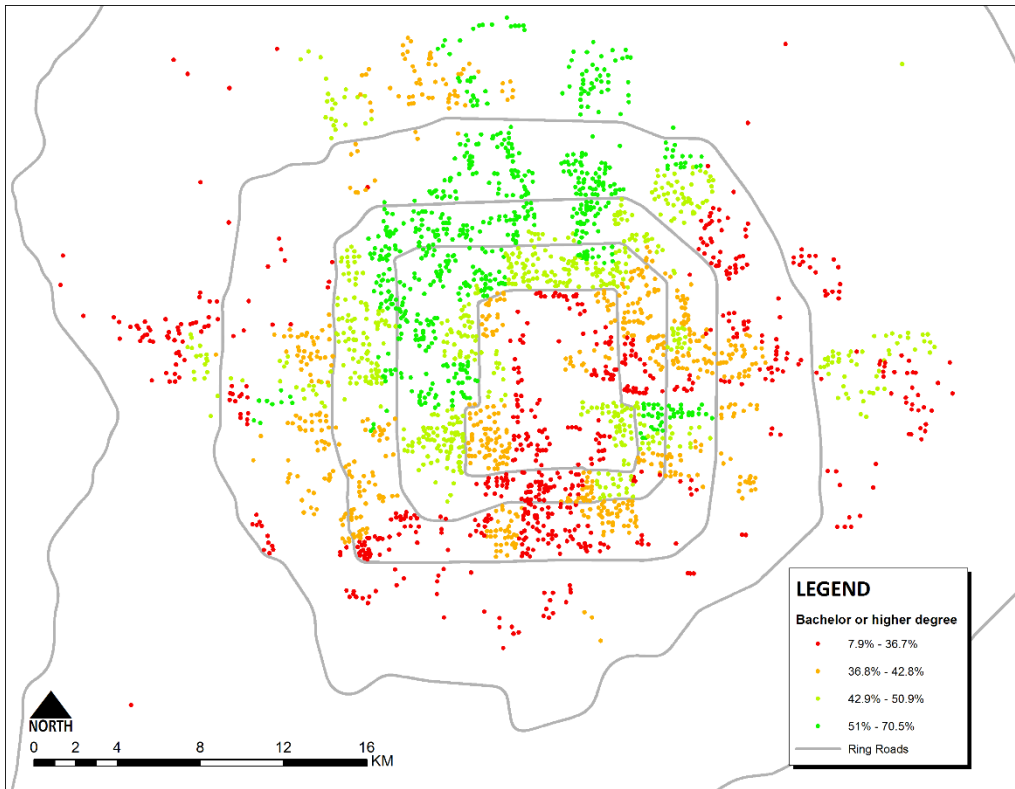 LEGEND
Bachelor or higher degree
7.9% - 36.7%
36.8% - 42.8%
42.9% - 50.9%
51% - 70.5%
Ring Roads
NORTH
0 2 4 8 12 16
KM